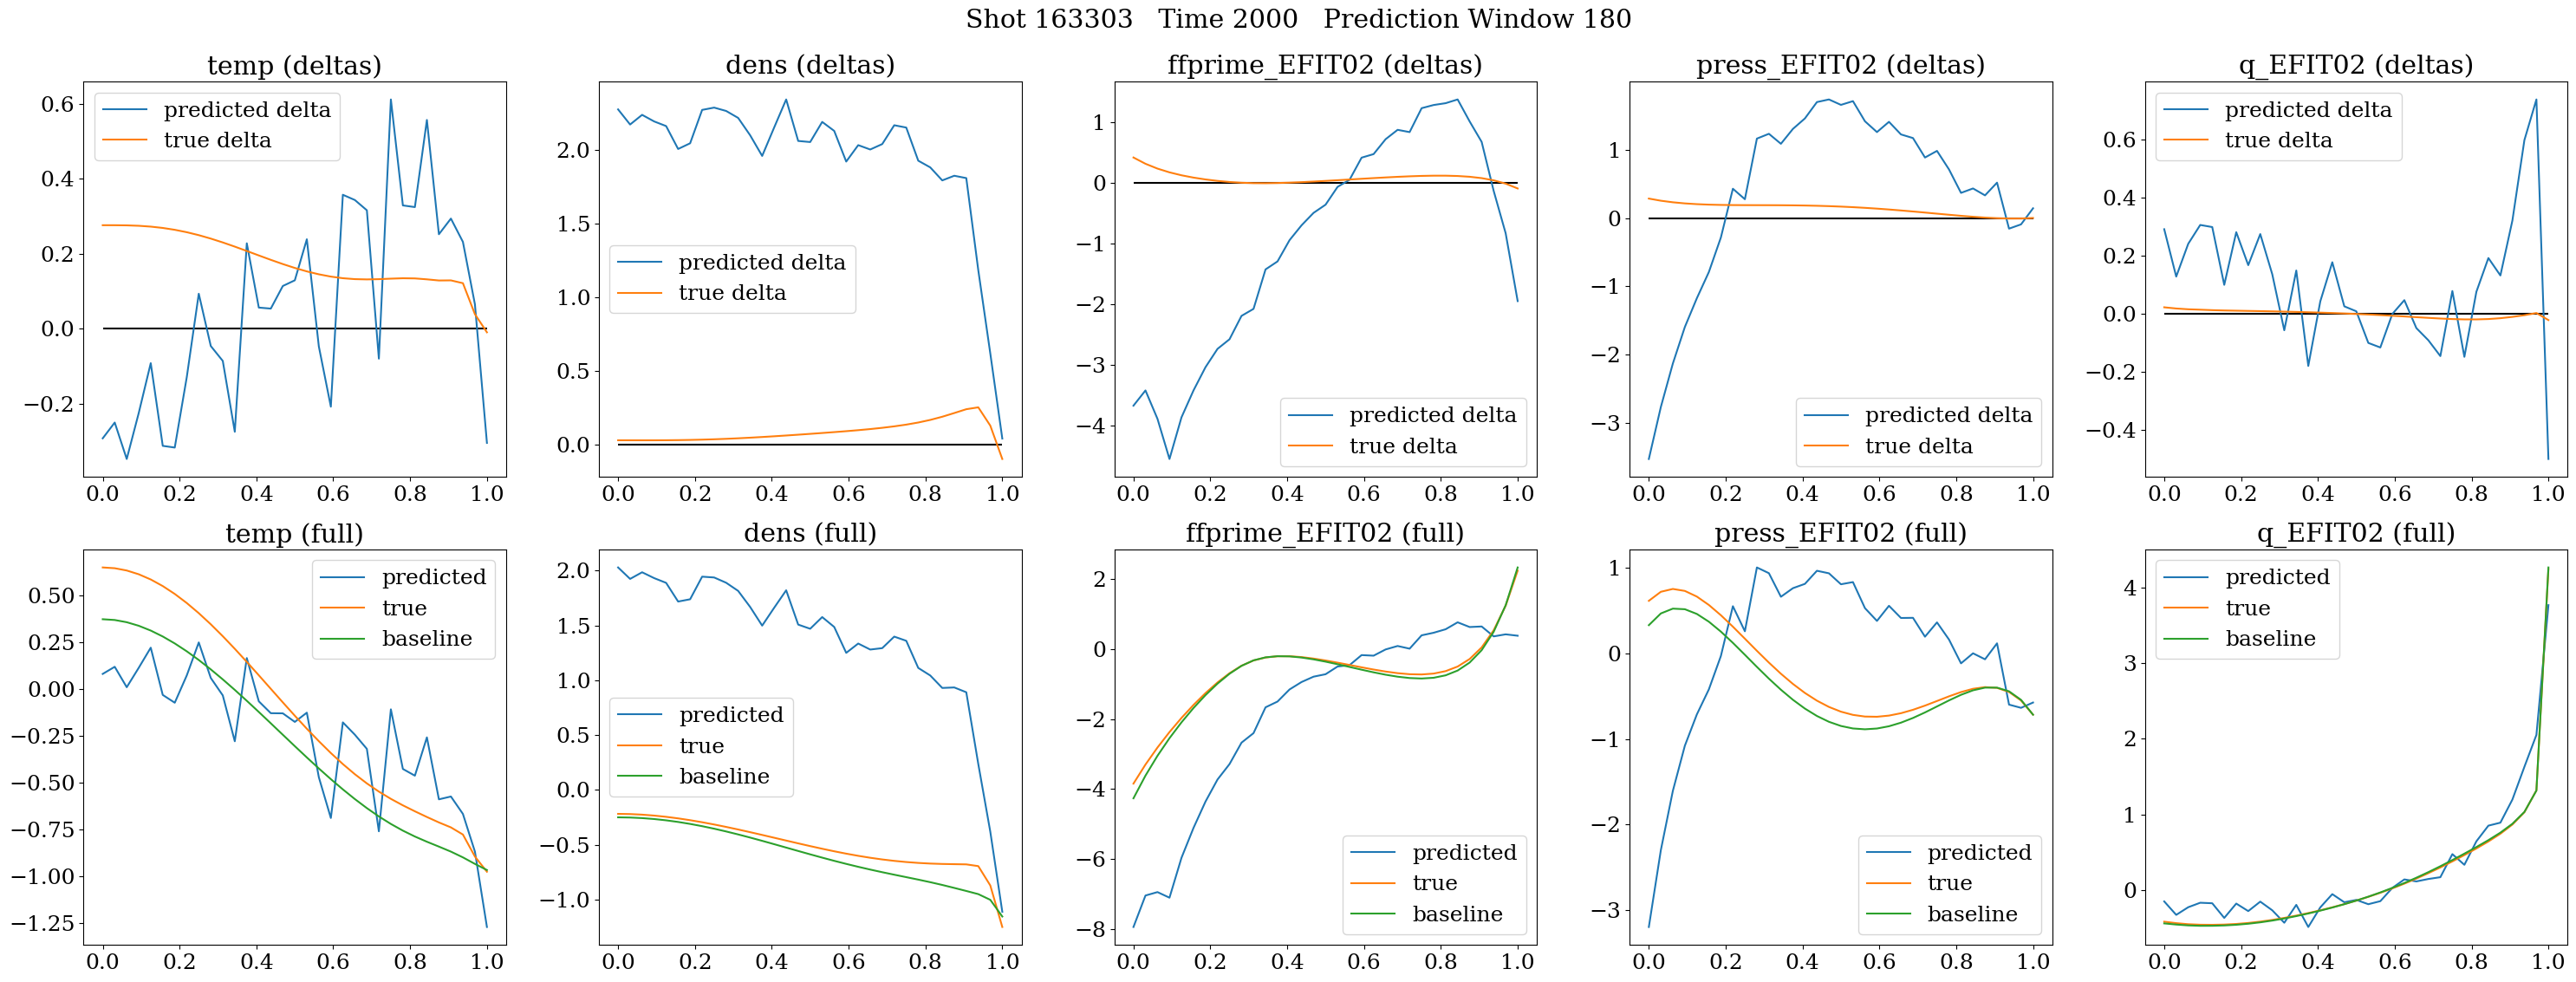 Shot 163303   Time 2000   Prediction Window 180
temp (deltas)
0.6
0.4
0.2
0.0
−0.2
0.0 0.2 0.4 0.6 0.8 1.0
predicted delta
true delta
dens (deltas)
2.0
1.5
1.0
0.5
0.0
0.0 0.2 0.4 0.6 0.8 1.0
predicted delta
true delta
ffprime_EFIT02 (deltas)
1
0
−1
−2
−3
−4
0.0 0.2 0.4 0.6 0.8 1.0
predicted delta
true delta
press_EFIT02 (deltas)
1
0
−1
−2
−3
0.0 0.2 0.4 0.6 0.8 1.0
predicted delta
true delta
q_EFIT02 (deltas)
0.6
0.4
0.2
0.0
−0.2
−0.4
0.0 0.2 0.4 0.6 0.8 1.0
predicted delta
true delta
temp (full)
0.50
0.25
0.00
−0.25
−0.50
−0.75
−1.00
−1.25
0.0 0.2 0.4 0.6 0.8 1.0
predicted
true
baseline
dens (full)
2.0
1.5
1.0
0.5
0.0
−0.5
−1.0
0.0 0.2 0.4 0.6 0.8 1.0
predicted
true
baseline
ffprime_EFIT02 (full)
2
0
−2
−4
−6
−8
0.0 0.2 0.4 0.6 0.8 1.0
predicted
true
baseline
press_EFIT02 (full)
1
0
−1
−2
−3
0.0 0.2 0.4 0.6 0.8 1.0
predicted
true
baseline
q_EFIT02 (full)
4
3
2
1
0
0.0 0.2 0.4 0.6 0.8 1.0
predicted
true
baseline